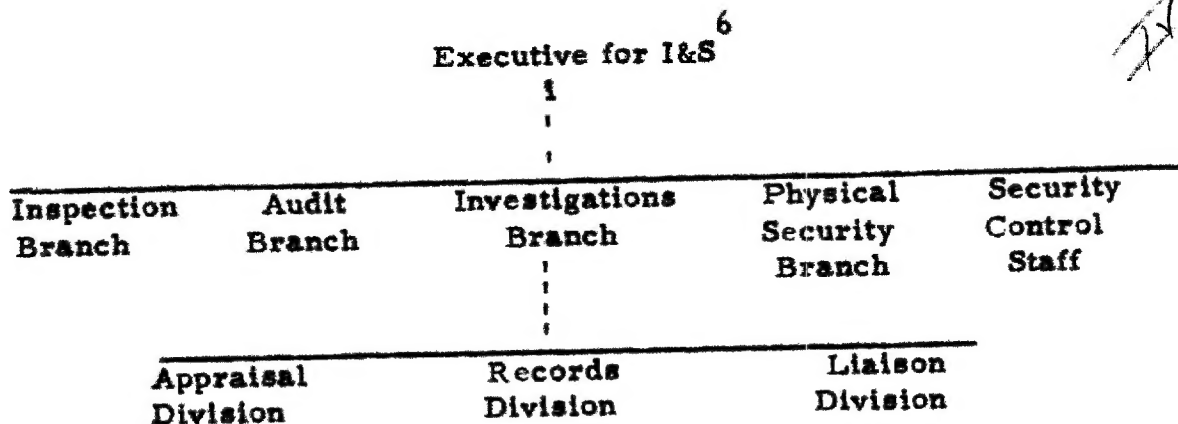 Executive for I&S 6
Inspection Audit Investigations Physical Security
Branch Branch Branch Security Control
Branch Staff
Appraisal Records Liaison
Division Division Division